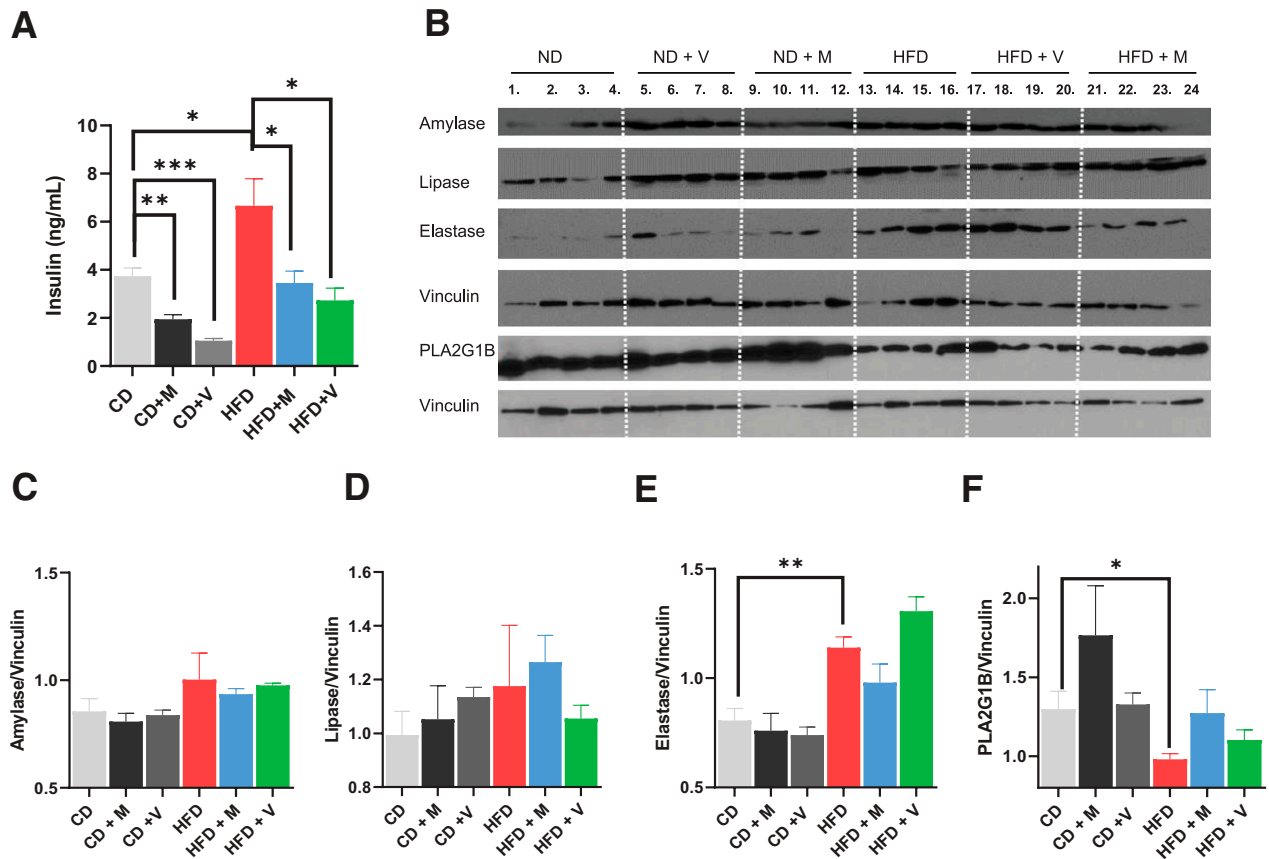 A
B
ND
ND + V
ND + M
HFD
HFD + V
HFD + M
1. 2. 3. 4. 5. 6. 7. 8. 9. 10. 11. 12. 13. 14. 15. 16. 17. 18. 19. 20. 21. 22. 23. 24
Amylase
Lipase
Elastase
Vinculin
PLA2G1B
Vinculin
Insulin (ng/mL)
10
8
6
4
2
0
*
*
*
***
**
CD
CD+M
CD+V
HFD
HFD+M
HFD+V
C
Amylase/Vinculin
1.5
1.0
0.5
CD
CD + M
CD +V
HFD
HFD + M
HFD + V
D
Lipase/Vinculin
1.6
1.4
1.2
1.0
0.8
CD
CD + M
CD +V
HFD
HFD + M
HFD + V
E
Elastase/Vinculin
1.5
1.0
0.5
**
CD
CD + M
CD +V
HFD
HFD + M
HFD + V
F
PLA2G1B/Vinculin
2.0
1.5
1.0
*
CD
CD + M
CD + V
HFD
HFD + M
HFD + V